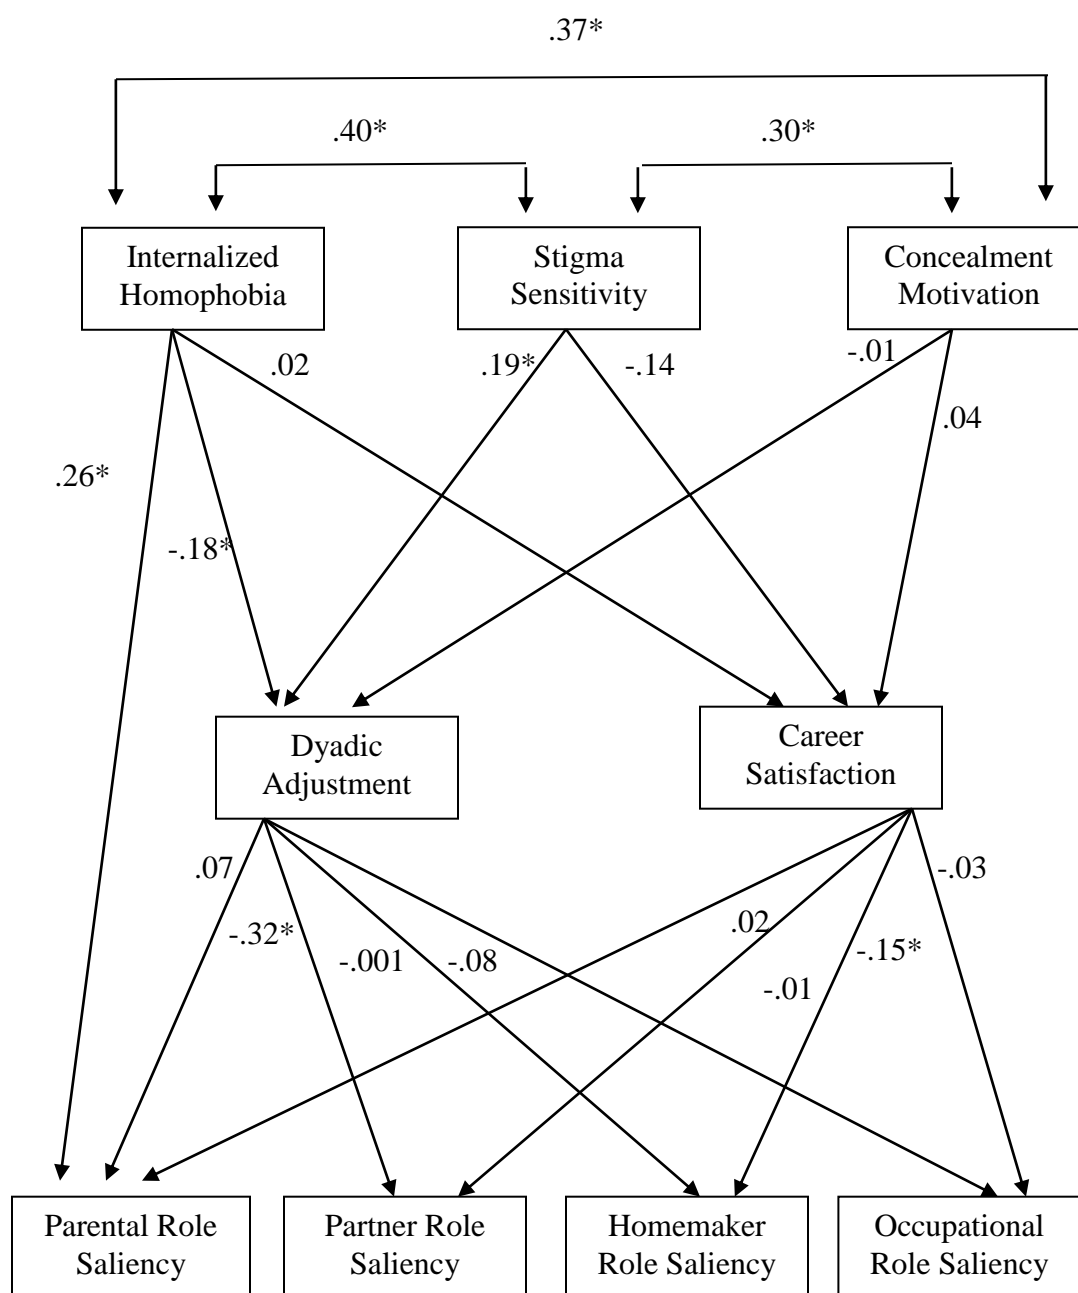 .37*
.40*
.30*
Internalized
Homophobia
Stigma
Sensitivity
Concealment
Motivation
.02
.19*
-.14
-.01
.04
.26*
-.18*
Dyadic
Adjustment
Career
Satisfaction
.07
-.32*
-.001
-.08
.02
-.01
-.15*
-.03
Parental Role
Saliency
Partner Role
Saliency
Homemaker
Role Saliency
Occupational
Role Saliency